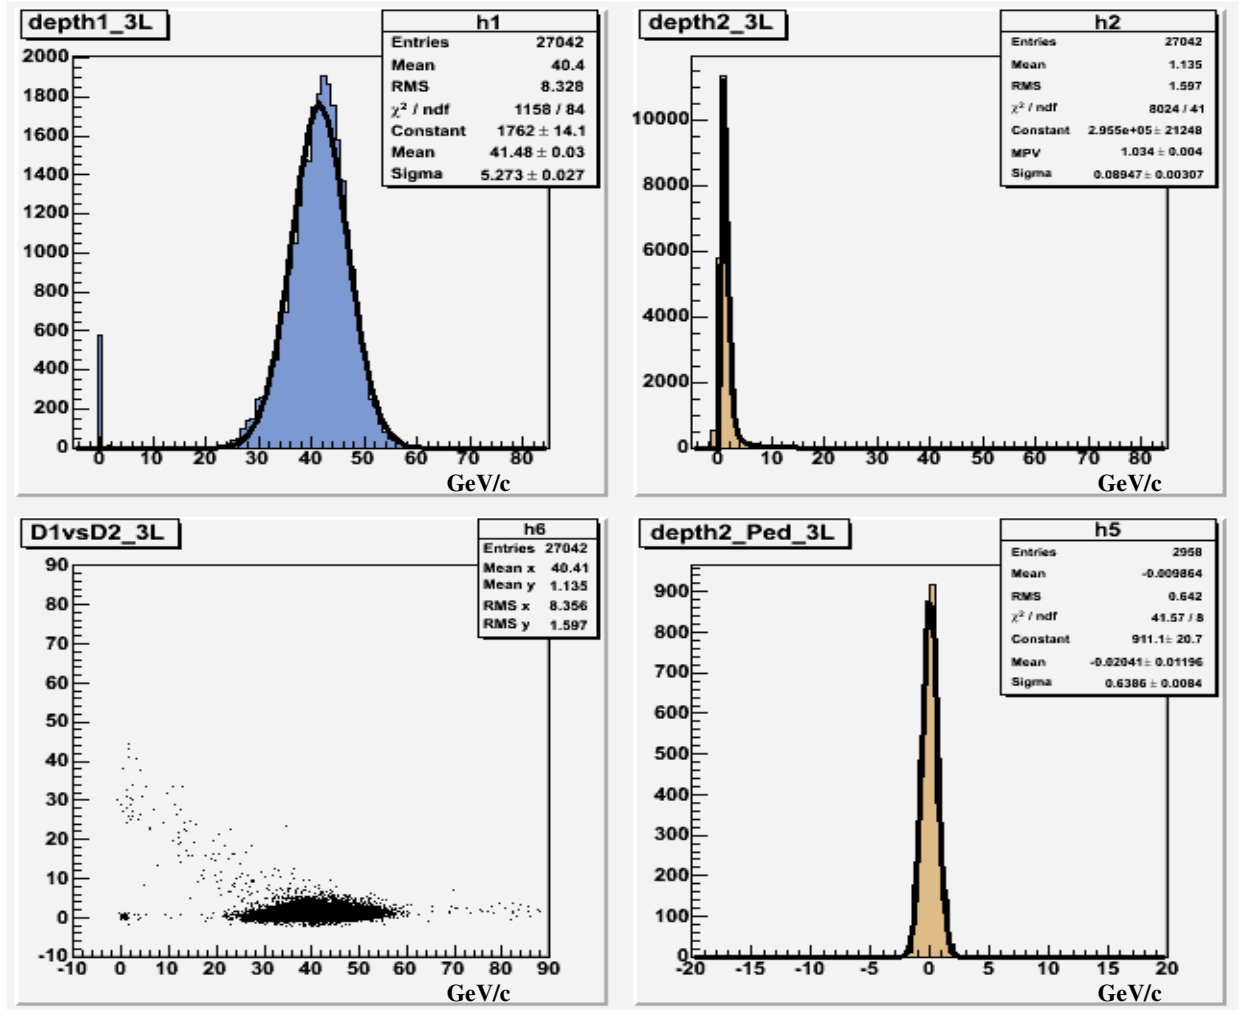 depth1_3L
h1
Entries 27042
Mean 40.4
RMS 8.328
χ² / ndf 1158 / 84
Constant 1762 ± 14.1
Mean 41.48 ± 0.03
Sigma 5.273 ± 0.027
2000
1800
1600
1400
1200
1000
800
600
400
200
0
0 10 20 30 40 50 60 70 80
GeV/c
depth2_3L
h2
Entries 27042
Mean 1.135
RMS 1.597
χ² / ndf 8024 / 41
Constant 2.955e+05 ± 21248
MPV 1.034 ± 0.004
Sigma 0.08947 ± 0.00307
10000
8000
6000
4000
2000
0
0 10 20 30 40 50 60 70 80
GeV/c
D1vsD2_3L
h6
Entries 27042
Mean x 40.41
Mean y 1.135
RMS x 8.356
RMS y 1.597
90
80
70
60
50
40
30
20
10
0
-10
-10 0 10 20 30 40 50 60 70 80 90
GeV/c
depth2_Ped_3L
h5
Entries 2958
Mean -0.009864
RMS 0.642
χ² / ndf 41.57 / 8
Constant 911.1 ± 20.7
Mean -0.02041 ± 0.01196
Sigma 0.6386 ± 0.0084
900
800
700
600
500
400
300
200
100
0
-20 -15 -10 -5 0 5 10 15 20
GeV/c